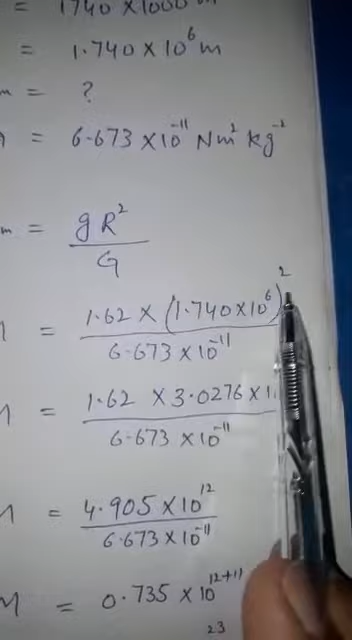 = 1740 × 1000 m
= 1.740 × 10⁶ m
m = ?
= 6.673 × 10⁻¹¹ Nm² kg⁻²
m = gR² / G
= 1.62 × (1.740 × 10⁶)² / 6.673 × 10⁻¹¹
= 1.62 × 3.0276 × 1 / 6.673 × 10⁻¹¹
= 4.905 × 10¹² / 6.673 × 10⁻¹¹
M = 0.735 × 10¹²⁺¹¹
23